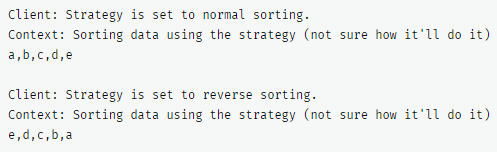 Client: Strategy is set to normal sorting.
Context: Sorting data using the strategy (not sure how it'll do it)
a,b,c,d,e
Client: Strategy is set to reverse sorting.
Context: Sorting data using the strategy (not sure how it'll do it)
e,d,c,b,a